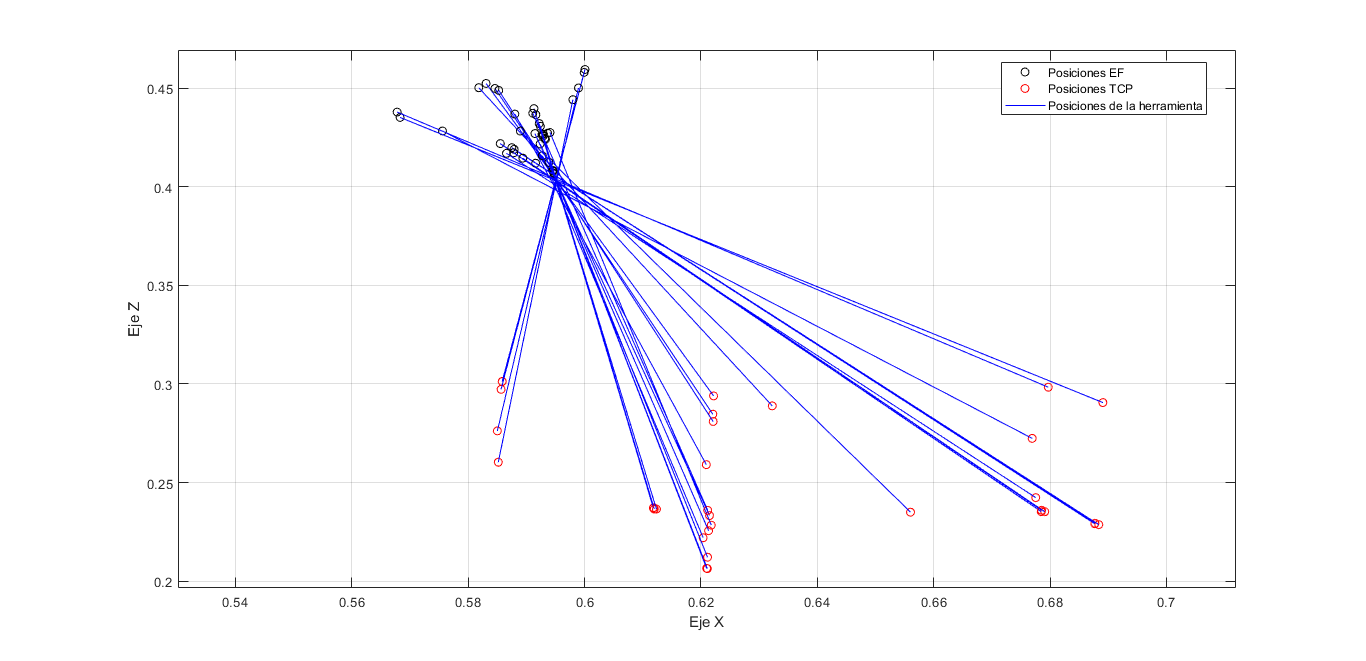 Posiciones EF
Posiciones TCP
Posiciones de la herramienta
0.45
0.4
0.35
0.3
0.25
0.2
Eje Z
0.54 0.56 0.58 0.6 0.62 0.64 0.66 0.68 0.7
Eje X